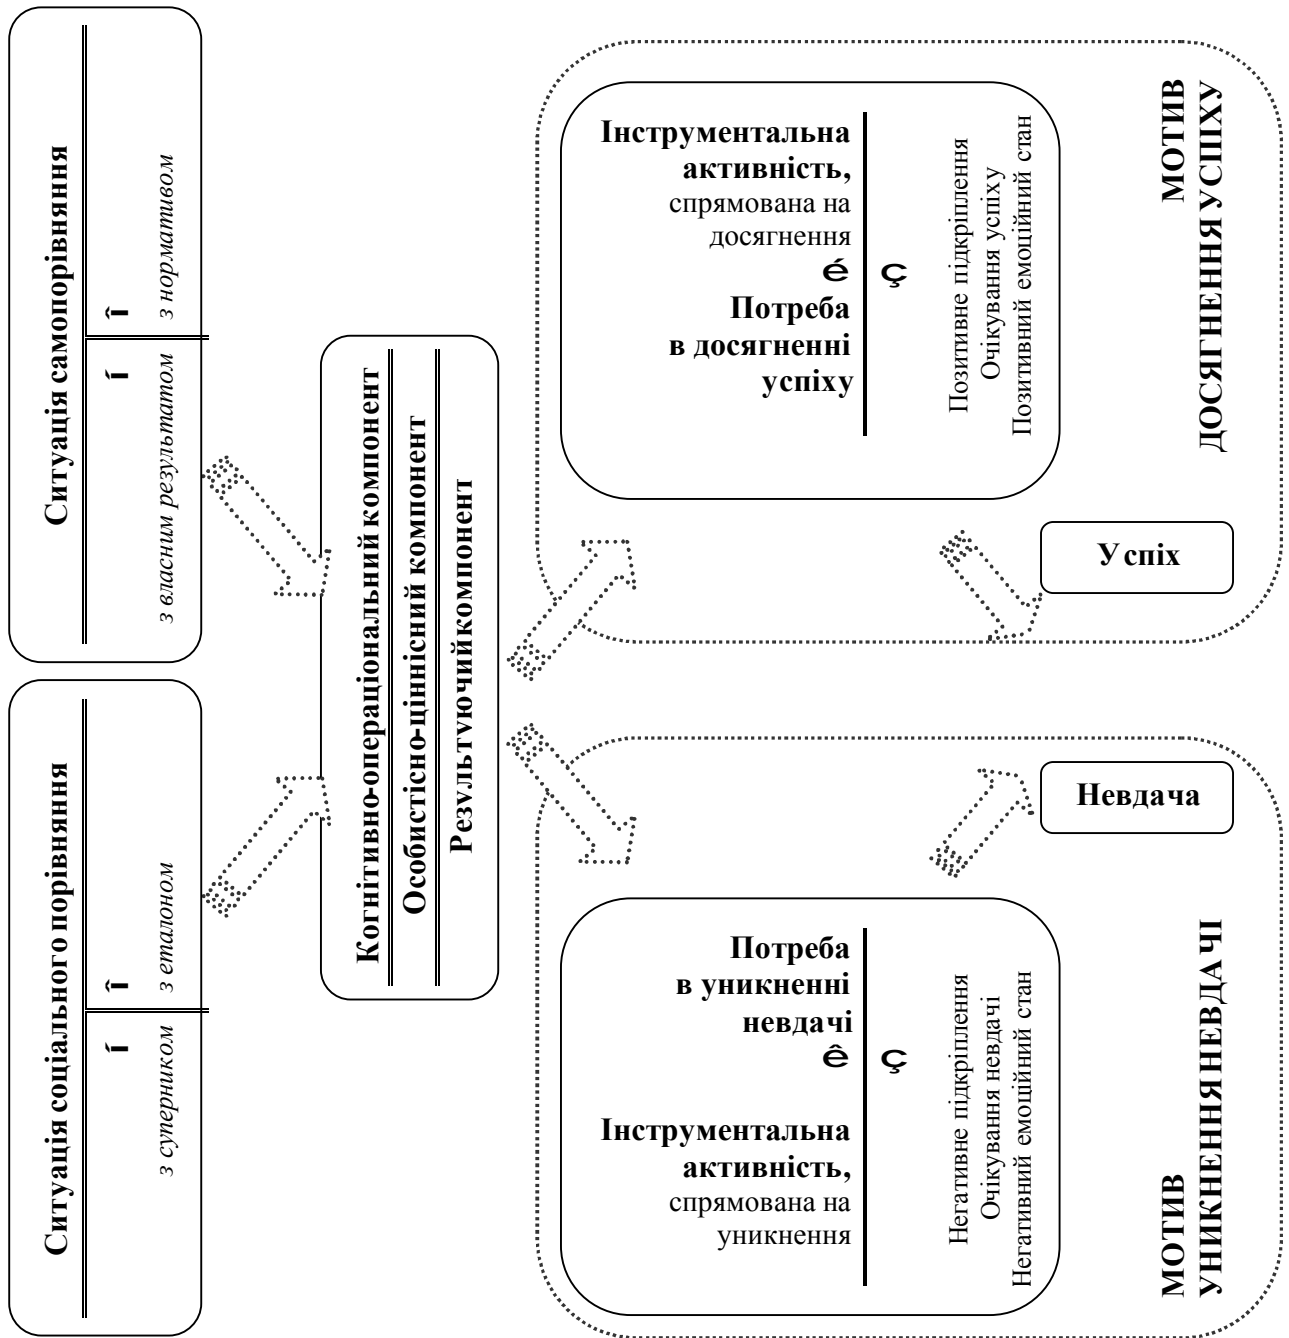 Ситуація соціального порівняння
í
î
з суперником
з еталоном
Ситуація самопорівняння
í
î
з власним результатом
з нормативом
Когнітивно-операціональний компонент
Особистісно-ціннісний компонент
Результуючийкомпонент
Інструментальна
активність,
спрямована на
уникнення
ê
Потреба
в уникненні
невдачі
ç
Негативне підкріплення
Очікування невдачі
Негативний емоційний стан
Невдача
МОТИВ
УНИКНЕННЯ НЕВДАЧІ
Інструментальна
активність,
спрямована на
досягнення
é
Потреба
в досягненні
успіху
ç
Позитивне підкріплення
Очікування успіху
Позитивний емоційний стан
Успіх
МОТИВ
ДОСЯГНЕННЯ УСПІХУ